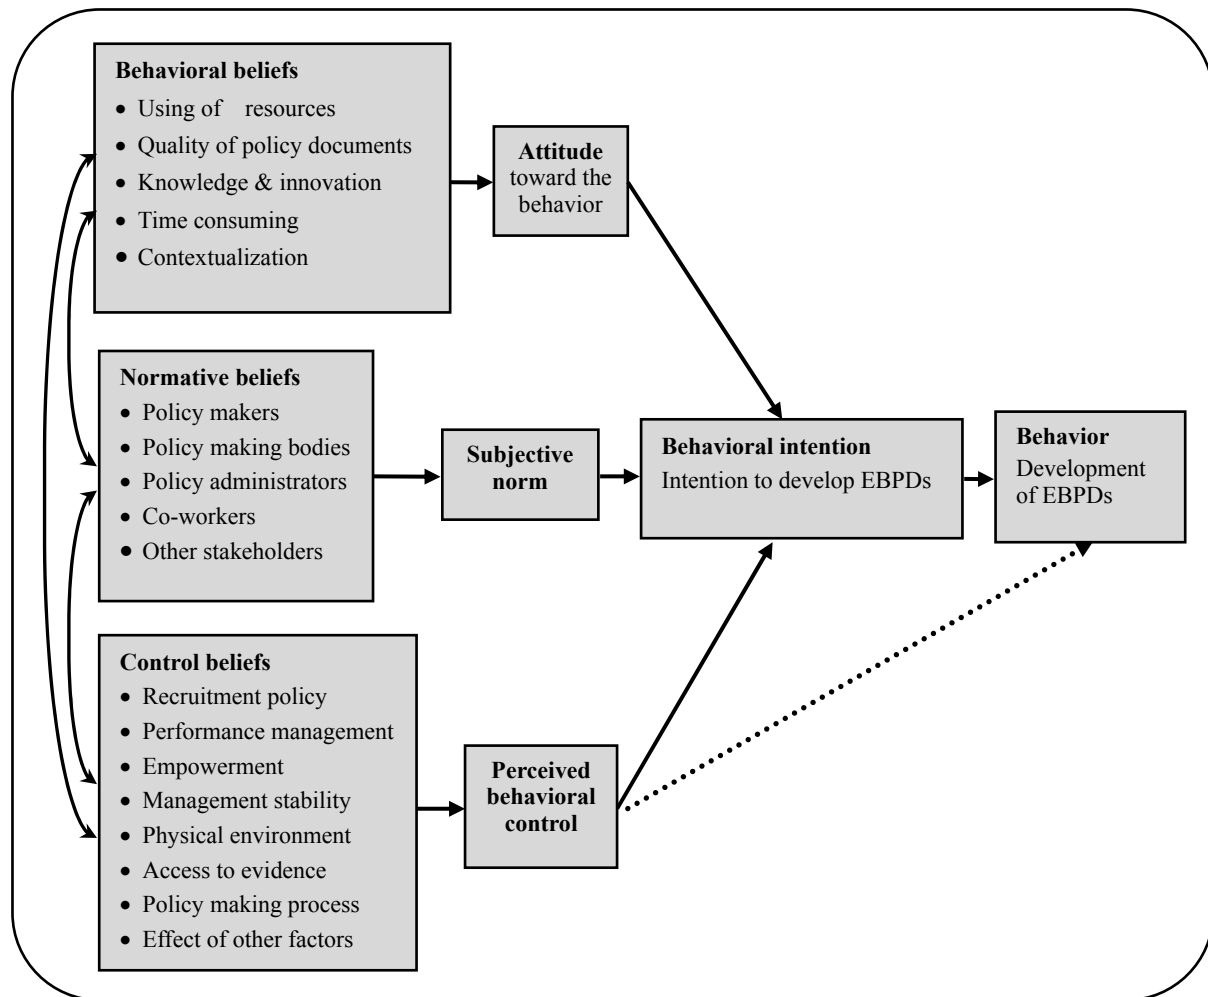 Behavioral beliefs
• Using of resources
• Quality of policy documents
• Knowledge & innovation
• Time consuming
• Contextualization
Attitude
toward the
behavior
Normative beliefs
• Policy makers
• Policy making bodies
• Policy administrators
• Co-workers
• Other stakeholders
Subjective
norm
Behavioral intention
Intention to develop EBPDs
Behavior
Development
of EBPDs
Control beliefs
• Recruitment policy
• Performance management
• Empowerment
• Management stability
• Physical environment
• Access to evidence
• Policy making process
• Effect of other factors
Perceived
behavioral
control